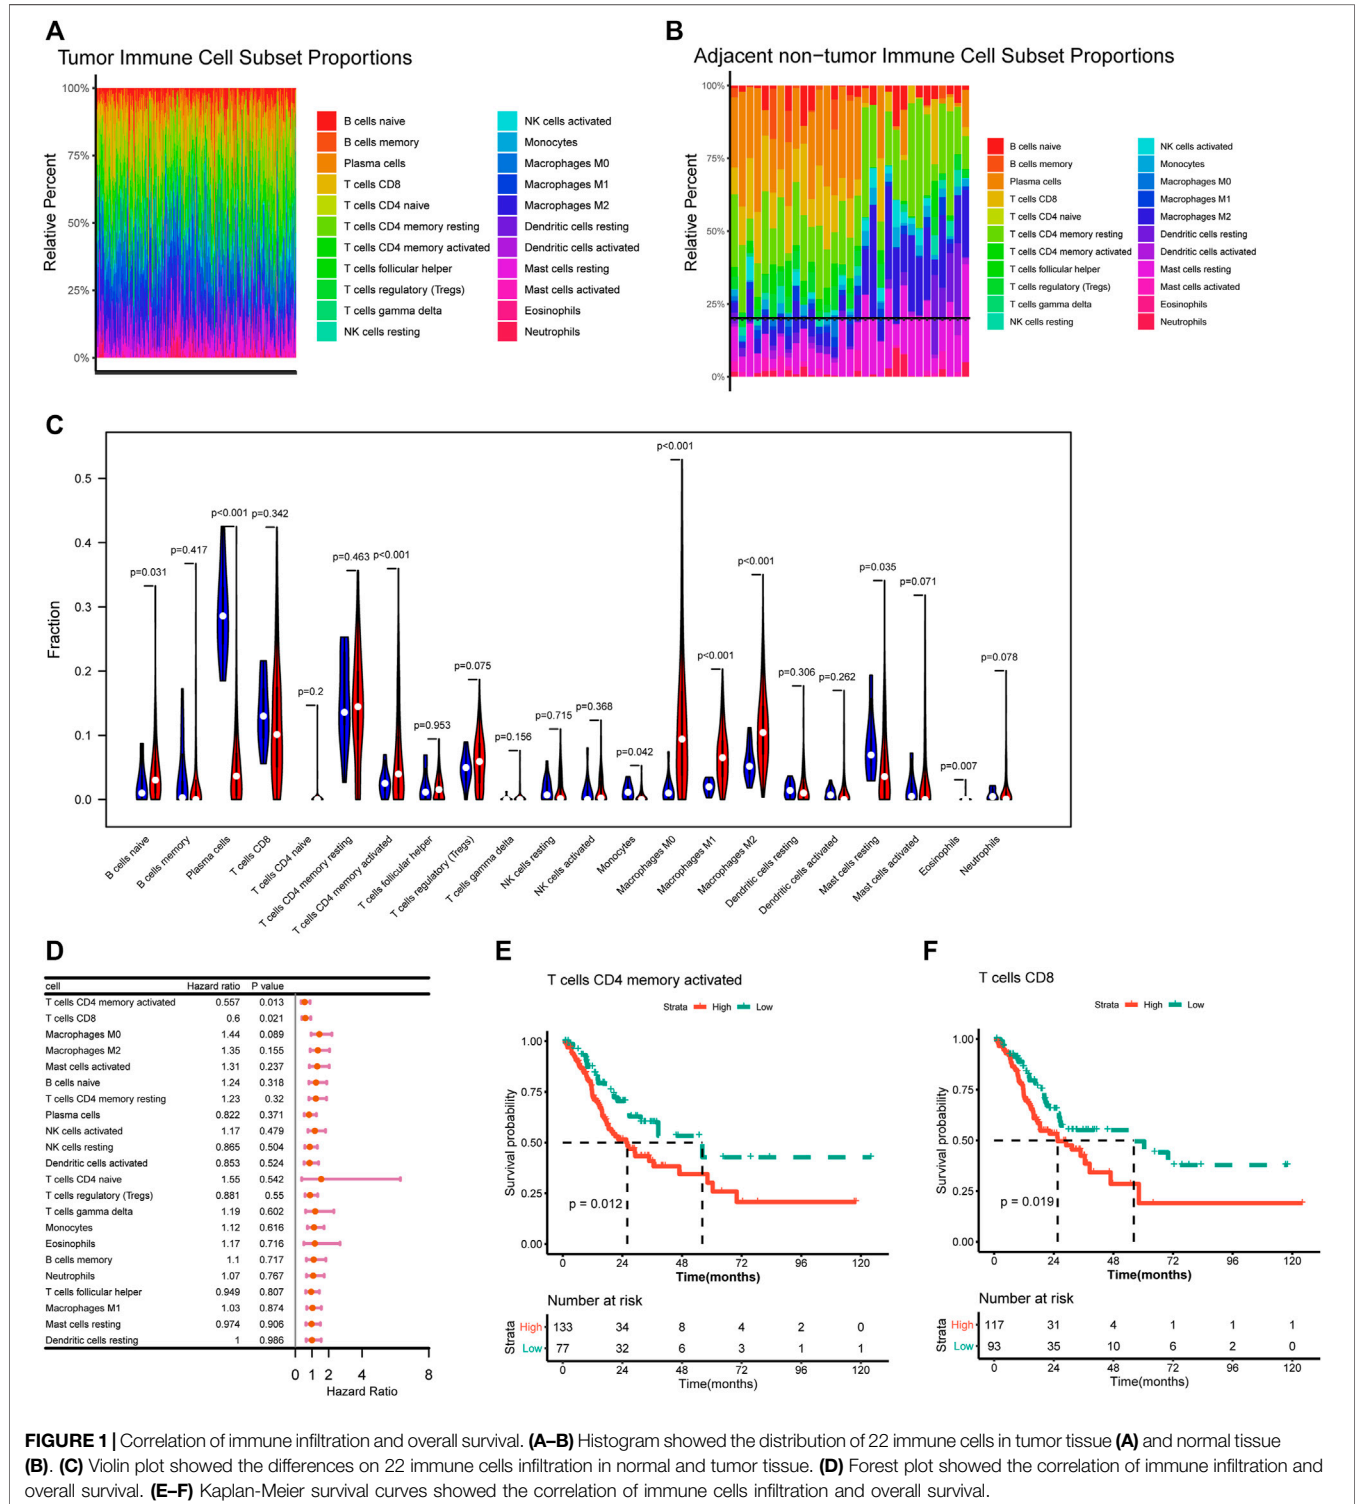 A
Tumor Immune Cell Subset Proportions
Relative Percent
100%
75%
50%
25%
0%
B cells naive
B cells memory
Plasma cells
T cells CD8
T cells CD4 naive
T cells CD4 memory resting
T cells CD4 memory activated
T cells follicular helper
T cells regulatory (Tregs)
T cells gamma delta
NK cells resting
NK cells activated
Monocytes
Macrophages M0
Macrophages M1
Macrophages M2
Dendritic cells resting
Dendritic cells activated
Mast cells resting
Mast cells activated
Eosinophils
Neutrophils
B
Adjacent non−tumor Immune Cell Subset Proportions
Relative Percent
100%
75%
50%
25%
0%
B cells naive
B cells memory
Plasma cells
T cells CD8
T cells CD4 naive
T cells CD4 memory resting
T cells CD4 memory activated
T cells follicular helper
T cells regulatory (Tregs)
T cells gamma delta
NK cells resting
NK cells activated
Monocytes
Macrophages M0
Macrophages M1
Macrophages M2
Dendritic cells resting
Dendritic cells activated
Mast cells resting
Mast cells activated
Eosinophils
Neutrophils
C
Fraction
0.5
0.4
0.3
0.2
0.1
0.0
p=0.031
p=0.417
p<0.001
p=0.342
p=0.2
p=0.463
p<0.001
p=0.953
p=0.075
p=0.156
p=0.715
p=0.368
p=0.042
p<0.001
p<0.001
p<0.001
p=0.306
p=0.262
p=0.035
p=0.071
p=0.007
p=0.078
B cells naive
B cells memory
Plasma cells
T cells CD8
T cells CD4 naive
T cells CD4 memory resting
T cells CD4 memory activated
T cells follicular helper
T cells regulatory (Tregs)
T cells gamma delta
NK cells resting
NK cells activated
Monocytes
Macrophages M0
Macrophages M1
Macrophages M2
Dendritic cells resting
Dendritic cells activated
Mast cells resting
Mast cells activated
Eosinophils
Neutrophils
D
cell Hazard ratio P value
T cells CD4 memory activated 0.557 0.013
T cells CD8 0.6 0.021
Macrophages M0 1.44 0.089
Macrophages M2 1.35 0.155
Mast cells activated 1.31 0.237
B cells naive 1.24 0.318
T cells CD4 memory resting 1.23 0.32
Plasma cells 0.822 0.371
NK cells activated 1.17 0.479
NK cells resting 0.865 0.504
Dendritic cells activated 0.853 0.524
T cells CD4 naive 1.55 0.542
T cells regulatory (Tregs) 0.881 0.55
T cells gamma delta 1.19 0.602
Monocytes 1.12 0.616
Eosinophils 1.17 0.716
B cells memory 1.1 0.717
Neutrophils 1.07 0.767
T cells follicular helper 0.949 0.807
Macrophages M1 1.03 0.874
Mast cells resting 0.974 0.906
Dendritic cells resting 1 0.986
0 1 2 4 8
Hazard Ratio
E
T cells CD4 memory activated
Strata High Low
Survival probability
1.00
0.75
0.50
0.25
0.00
p = 0.012
0 24 48 72 96 120
Time(months)
Number at risk
Strata
High 133 34 8 4 2 0
Low 77 32 6 3 1 1
0 24 48 72 96 120
Time(months)
F
T cells CD8
Strata High Low
Survival probability
1.00
0.75
0.50
0.25
0.00
p = 0.019
0 24 48 72 96 120
Time(months)
Number at risk
Strata
High 117 31 4 1 1 1
Low 93 35 10 6 2 0
0 24 48 72 96 120
Time(months)
FIGURE 1 | Correlation of immune infiltration and overall survival. (A–B) Histogram showed the distribution of 22 immune cells in tumor tissue (A) and normal tissue
(B). (C) Violin plot showed the differences on 22 immune cells infiltration in normal and tumor tissue. (D) Forest plot showed the correlation of immune infiltration and
overall survival. (E–F) Kaplan-Meier survival curves showed the correlation of immune cells infiltration and overall survival.